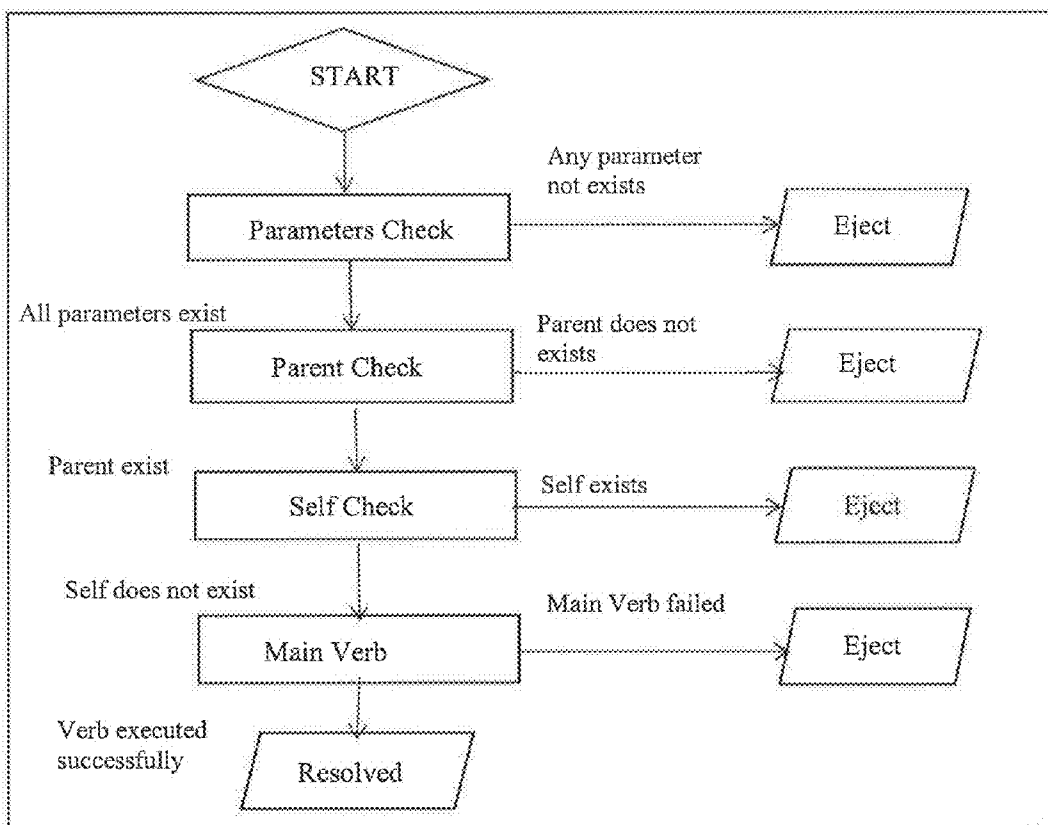 START
Any parameter
not exists
Parameters Check
Eject
All parameters exist
Parent does not
exists
Parent Check
Eject
Parent exist
Self Check
Self exists
Eject
Self does not exist
Main Verb failed
Main Verb
Eject
Verb executed
successfully
Resolved